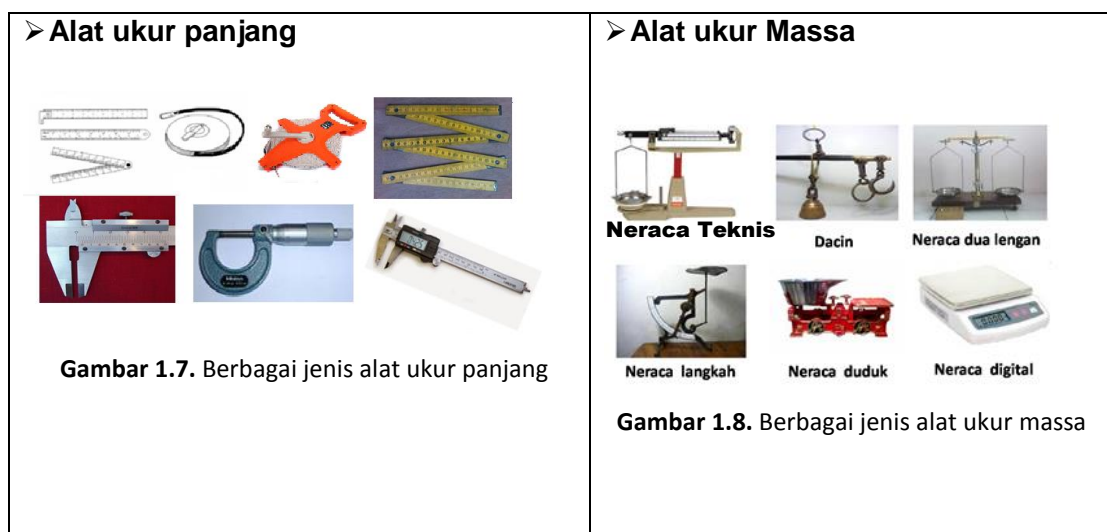 ➢ Alat ukur panjang
Gambar 1.7. Berbagai jenis alat ukur panjang
➢ Alat ukur Massa
Neraca Teknis
Dacin
Neraca dua lengan
Neraca langkah
Neraca duduk
Neraca digital
Gambar 1.8. Berbagai jenis alat ukur massa